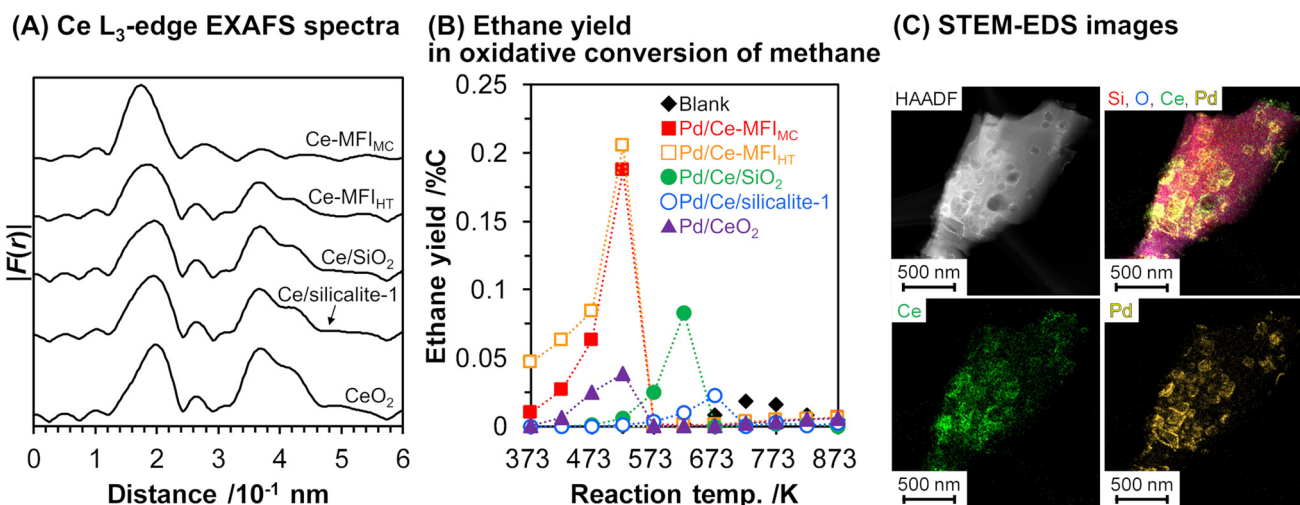 (A) Ce L₃-edge EXAFS spectra
|F(r)|
Ce-MFI_MC
Ce-MFI_HT
Ce/SiO₂
Ce/silicalite-1
CeO₂
0 1 2 3 4 5 6
Distance /10⁻¹ nm
(B) Ethane yield
in oxidative conversion of methane
Ethane yield /%C
0.25
0.2
0.15
0.1
0.05
0
Blank
Pd/Ce-MFI_MC
Pd/Ce-MFI_HT
Pd/Ce/SiO₂
Pd/Ce/silicalite-1
Pd/CeO₂
373 473 573 673 773 873
Reaction temp. /K
(C) STEM-EDS images
HAADF
500 nm
Si, O, Ce, Pd
500 nm
Ce
500 nm
Pd
500 nm